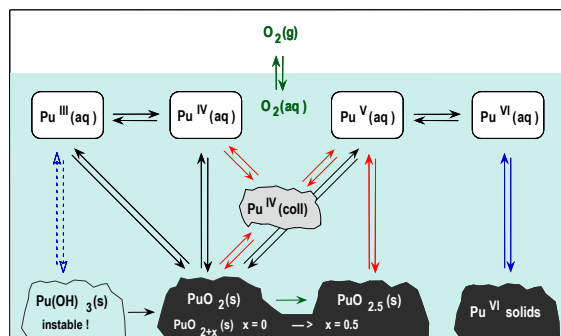 O2(g)
O2(aq)
Pu III (aq)
Pu IV (aq)
Pu V (aq)
Pu VI (aq)
Pu IV (coll)
Pu(OH) 3(s)
instable !
PuO 2(s)
PuO 2+x (s) x = 0 —> x = 0.5
PuO 2.5 (s)
Pu VI solids